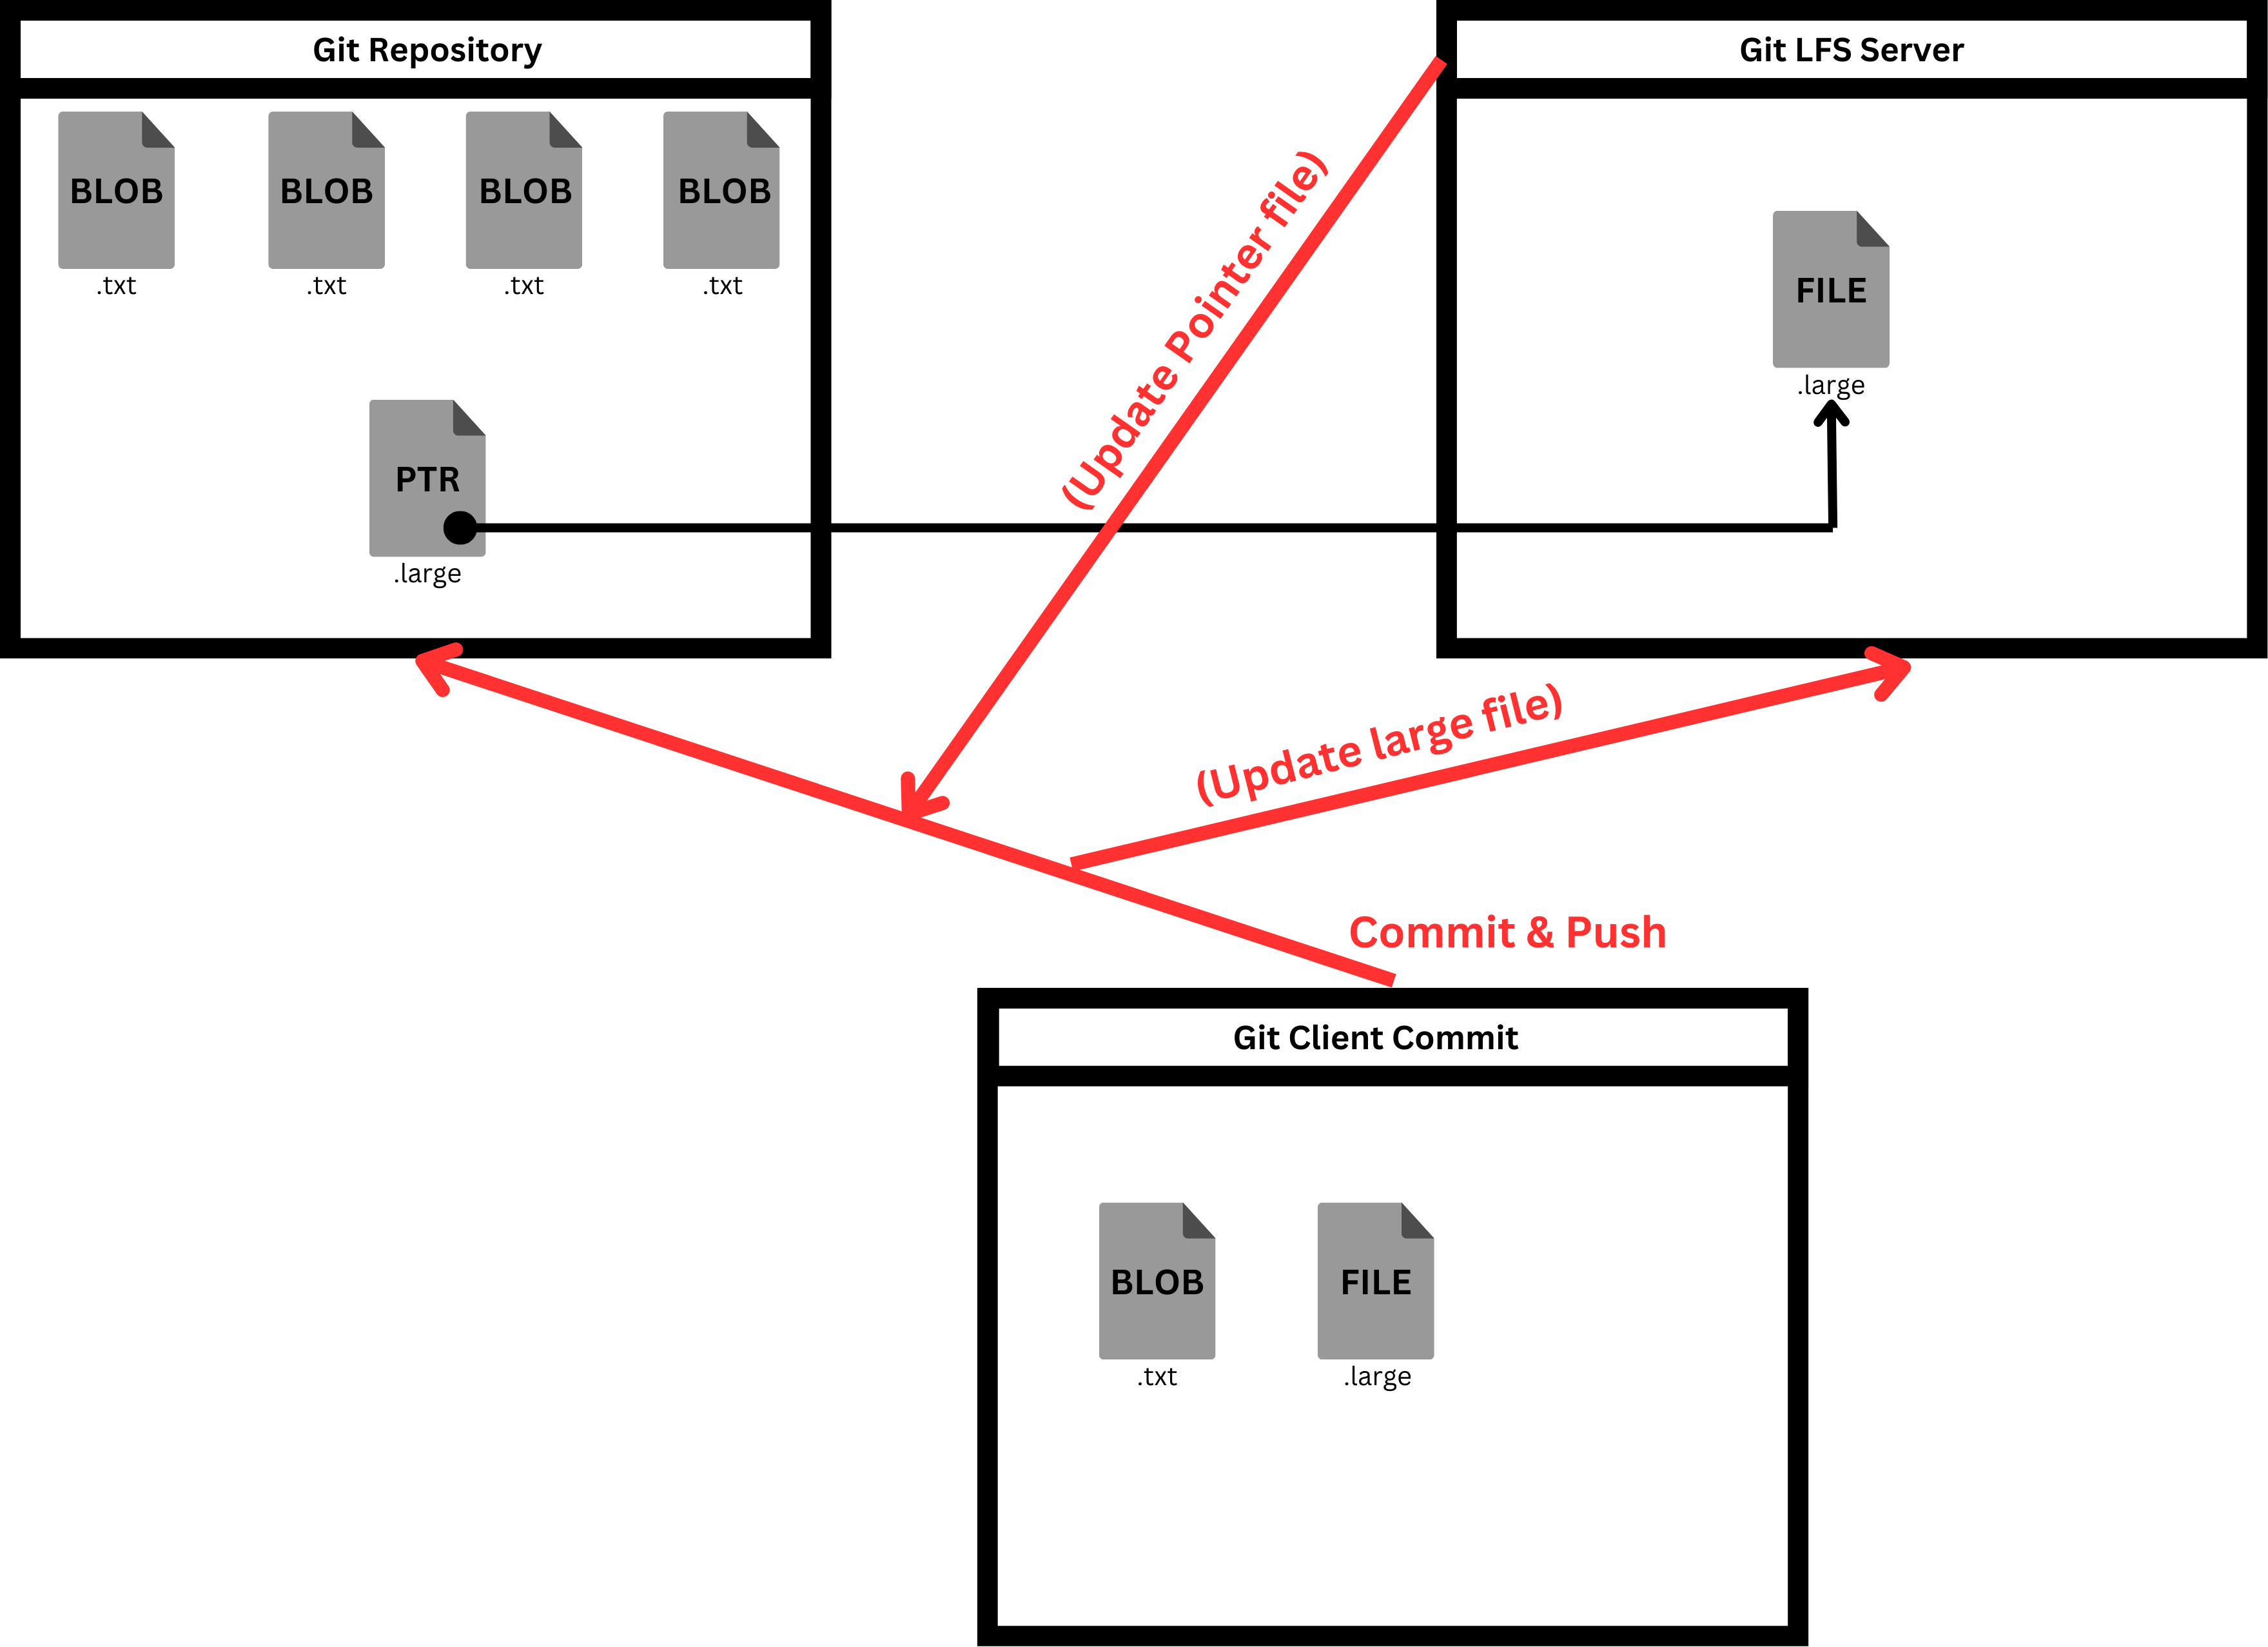 Git Repository
BLOB
BLOB
BLOB
BLOB
.txt
.txt
.txt
.txt
PTR
.large
Git LFS Server
FILE
.large
(Update Pointer file)
(Update large file)
Commit & Push
Git Client Commit
BLOB
FILE
.txt
.large